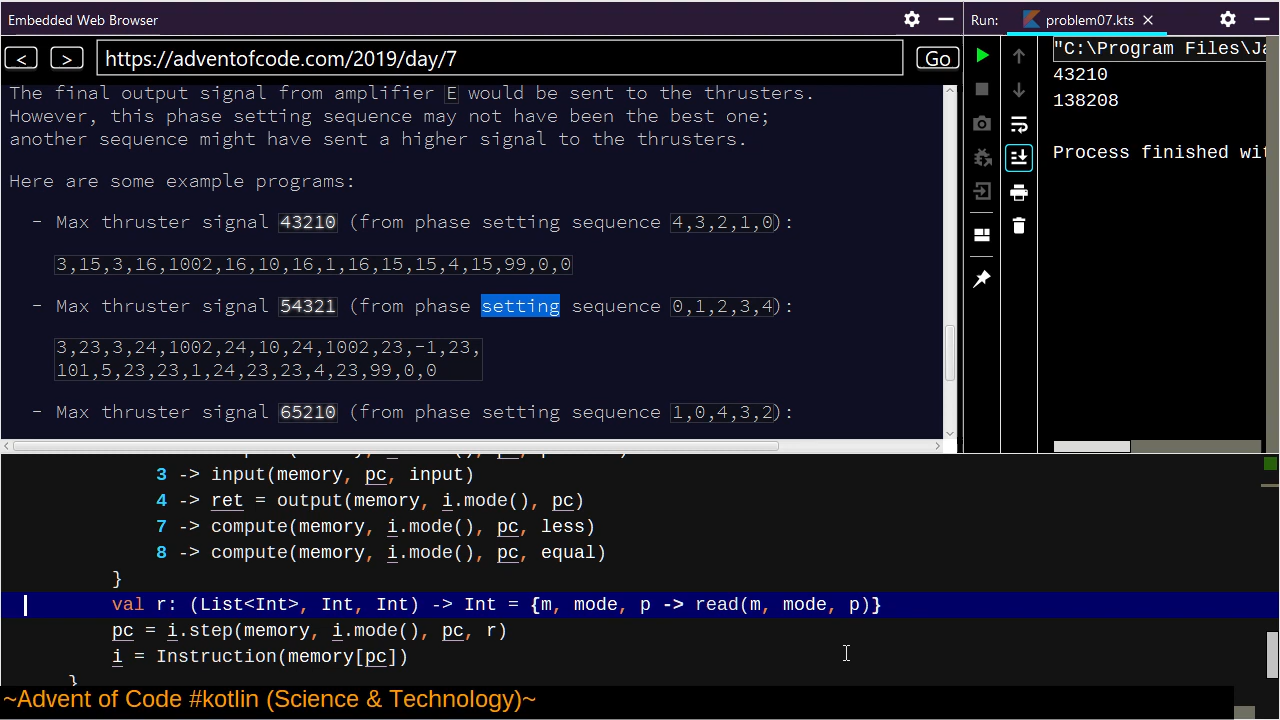 Embedded Web Browser
Run: problem07.kts
< > https://adventofcode.com/2019/day/7 Go
"C:\Program Files\Ja
43210
138208
Process finished wit
The final output signal from amplifier E would be sent to the thrusters.
However, this phase setting sequence may not have been the best one;
another sequence might have sent a higher signal to the thrusters.
Here are some example programs:
- Max thruster signal 43210 (from phase setting sequence 4,3,2,1,0):
3,15,3,16,1002,16,10,16,1,16,15,15,4,15,99,0,0
- Max thruster signal 54321 (from phase setting sequence 0,1,2,3,4):
3,23,3,24,1002,24,10,24,1002,23,-1,23,
101,5,23,23,1,24,23,23,4,23,99,0,0
- Max thruster signal 65210 (from phase setting sequence 1,0,4,3,2):
3 -> input(memory, pc, input)
4 -> ret = output(memory, i.mode(), pc)
7 -> compute(memory, i.mode(), pc, less)
8 -> compute(memory, i.mode(), pc, equal)
}
val r: (List<Int>, Int, Int) -> Int = {m, mode, p -> read(m, mode, p)}
pc = i.step(memory, i.mode(), pc, r)
i = Instruction(memory[pc])
}
~Advent of Code #kotlin (Science & Technology)~